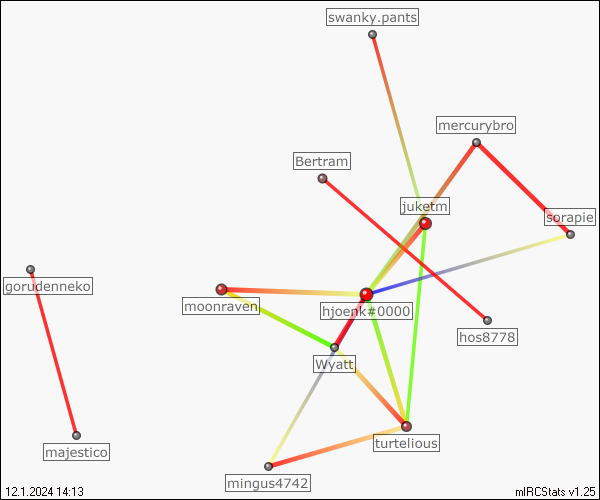 swanky.pants
mercurybro
Bertram
juketm
sorapie
gorudenneko
moonraven
hjoenk#0000
hos8778
Wyatt
turtelious
majestico
mingus4742
12.1.2024 14:13
mIRCStats v1.25